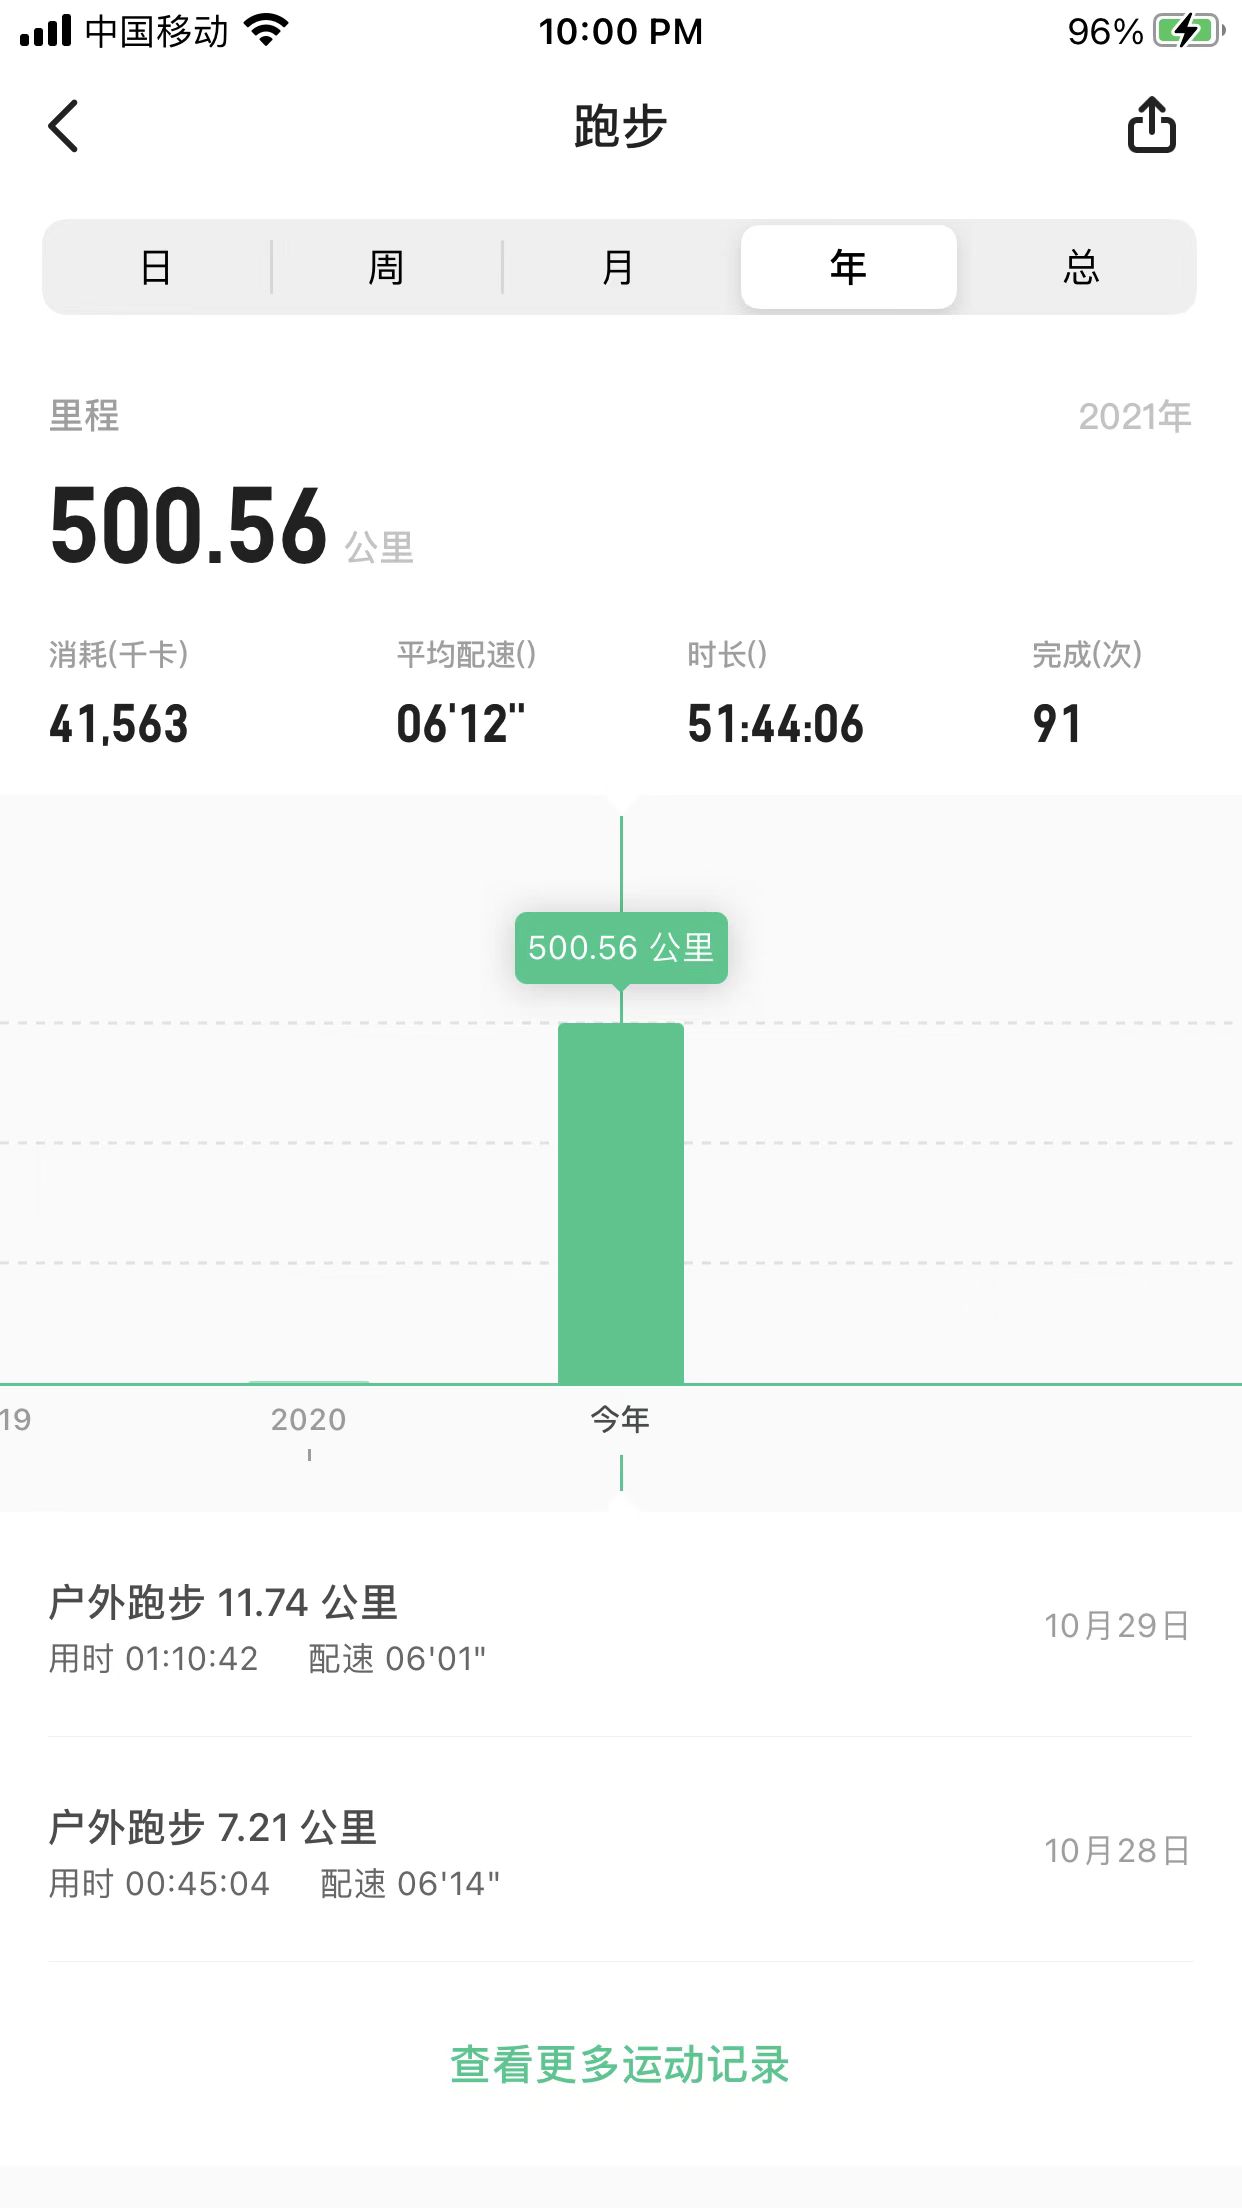 中国移动 10:00 PM 96%
跑步
日 周 月 年 总
里程 2021年
500.56 公里
消耗(千卡) 平均配速() 时长() 完成(次)
41,563 06'12" 51:44:06 91
500.56 公里
19 2020 今年
户外跑步 11.74 公里
10月29日
用时 01:10:42 配速 06'01"
户外跑步 7.21 公里
10月28日
用时 00:45:04 配速 06'14"
查看更多运动记录